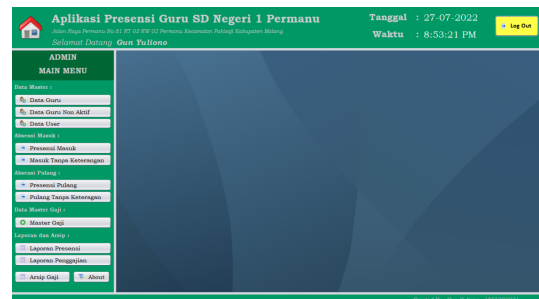 Aplikasi Presensi Guru SD Negeri 1 Permanu
Jalan Raya Permanu No 81 RT 03 RW 02 Permanu Kecamatan Pakisaji Kabupaten Malang
Selamat Datang Gun Yuliono
Tanggal : 27-07-2022
Waktu : 8:53:21 PM
Log Out
ADMIN
MAIN MENU
Data Master :
Data Guru
Data Guru Non Aktif
Data User
Absensi Masuk :
Presensi Masuk
Masuk Tanpa Keterangan
Absensi Pulang :
Presensi Pulang
Pulang Tanpa Keteragan
Data Master Gaji :
Master Gaji
Laporan dan Arsip :
Laporan Presensi
Laporan Penggajian
Arsip Gaji
About